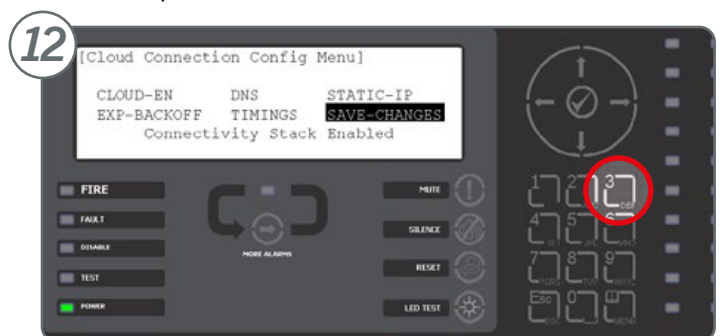 12
[Cloud Connection Config Menu]
CLOUD-EN DNS STATIC-IP
EXP-BACKOFF TIMINGS SAVE-CHANGES
Connectivity Stack Enabled
FIRE
FAULT
DISABLE
TEST
POWER
MORE ALARMS
MUTE
SILENCE
RESET
LED TEST
1 2 3
4 5 6
7 8 9
Esc 0